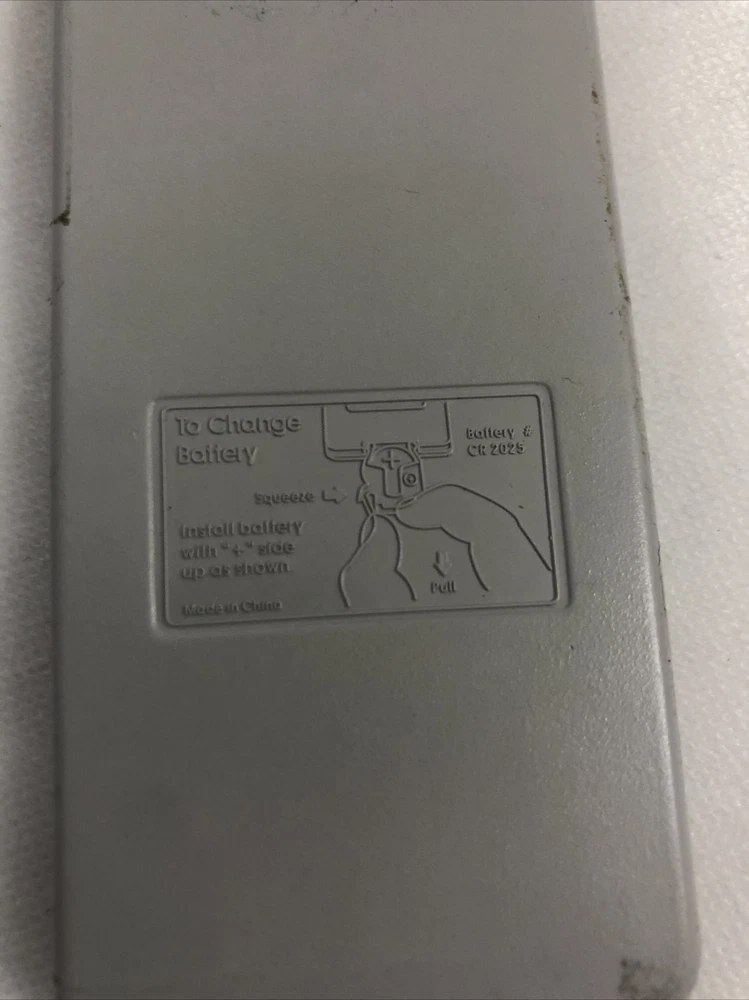 To Change
Battery
Battery #
CR 2025
Squeeze
Install battery
with "+" side
up as shown
Pull
Made in China
+